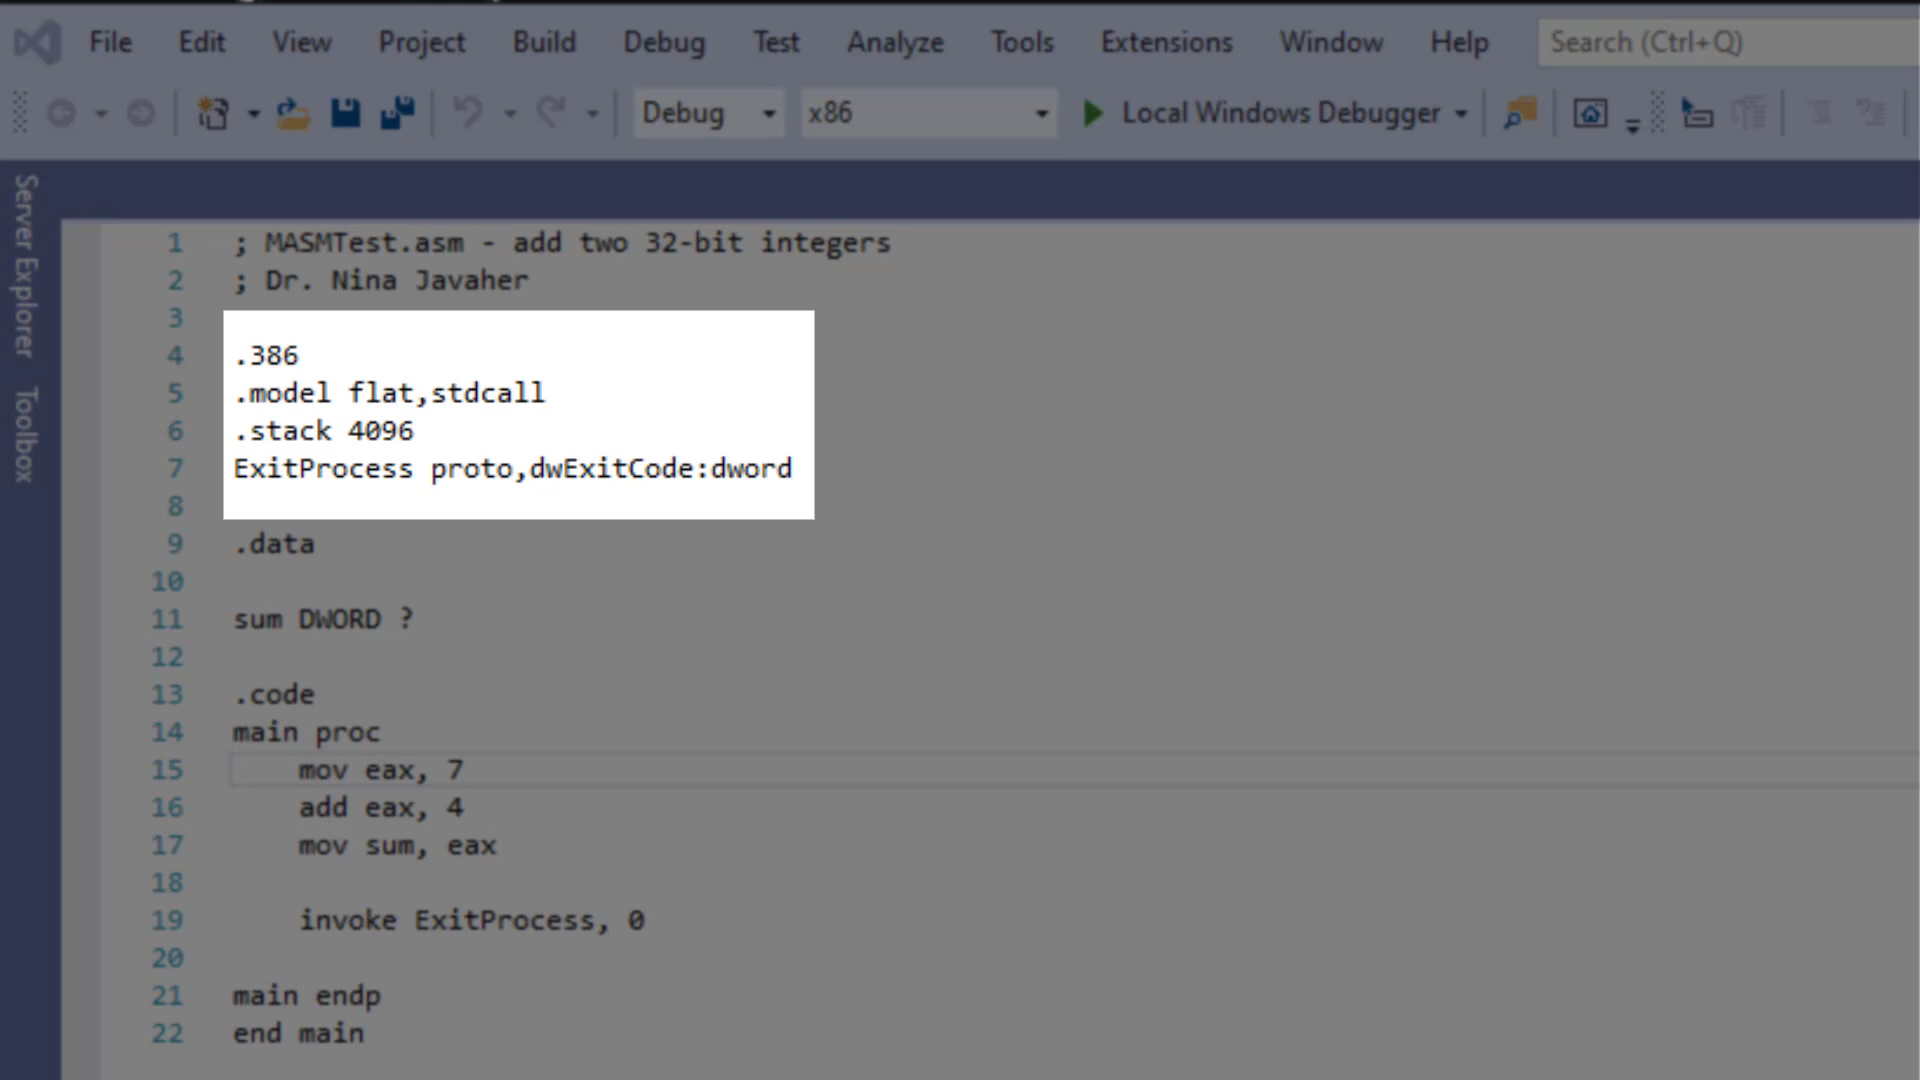 File Edit View Project Build Debug Test Analyze Tools Extensions Window Help Search (Ctrl+Q)
Debug x86 Local Windows Debugger
Server Explorer
Toolbox
1 ; MASMTest.asm - add two 32-bit integers
2 ; Dr. Nina Javaher
3
4 .386
5 .model flat,stdcall
6 .stack 4096
7 ExitProcess proto,dwExitCode:dword
8
9 .data
10
11 sum DWORD ?
12
13 .code
14 main proc
15 mov eax, 7
16 add eax, 4
17 mov sum, eax
18
19 invoke ExitProcess, 0
20
21 main endp
22 end main